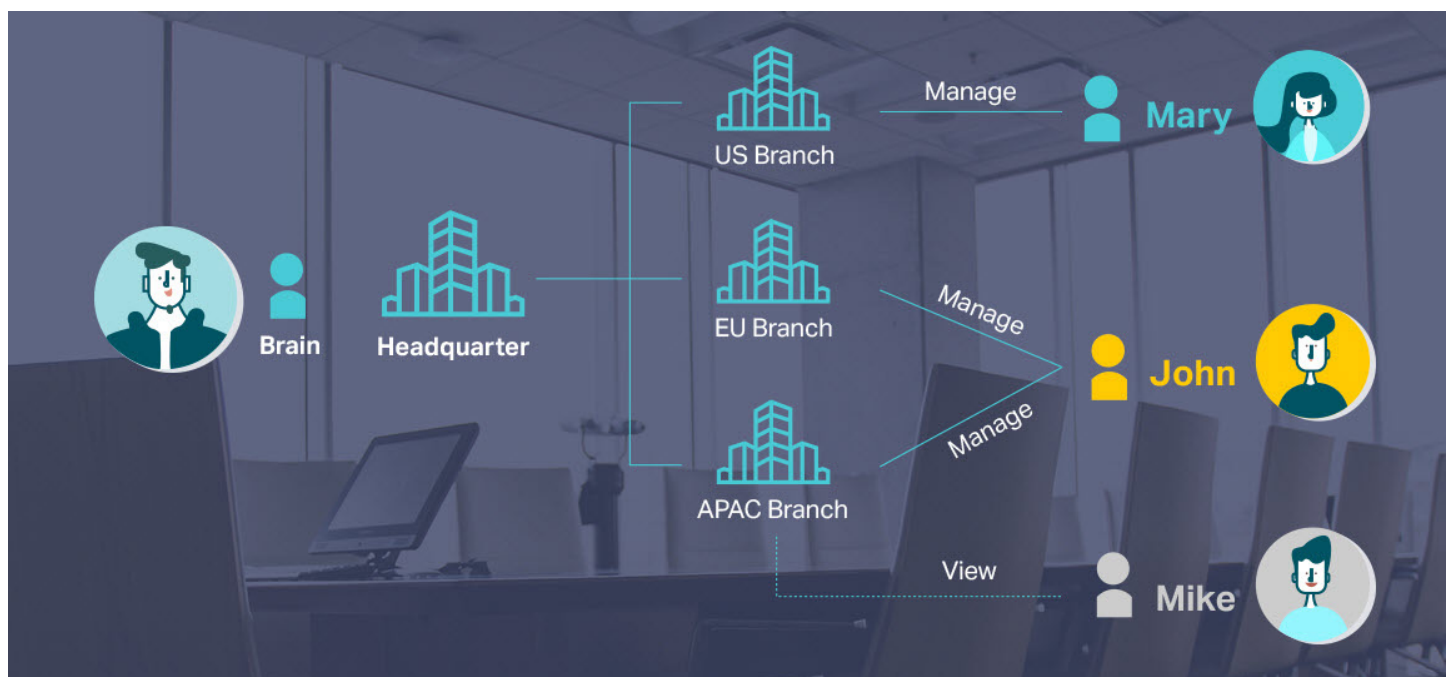 US Branch
Manage
Mary
Brain
Headquarter
EU Branch
Manage
John
Manage
APAC Branch
View
Mike